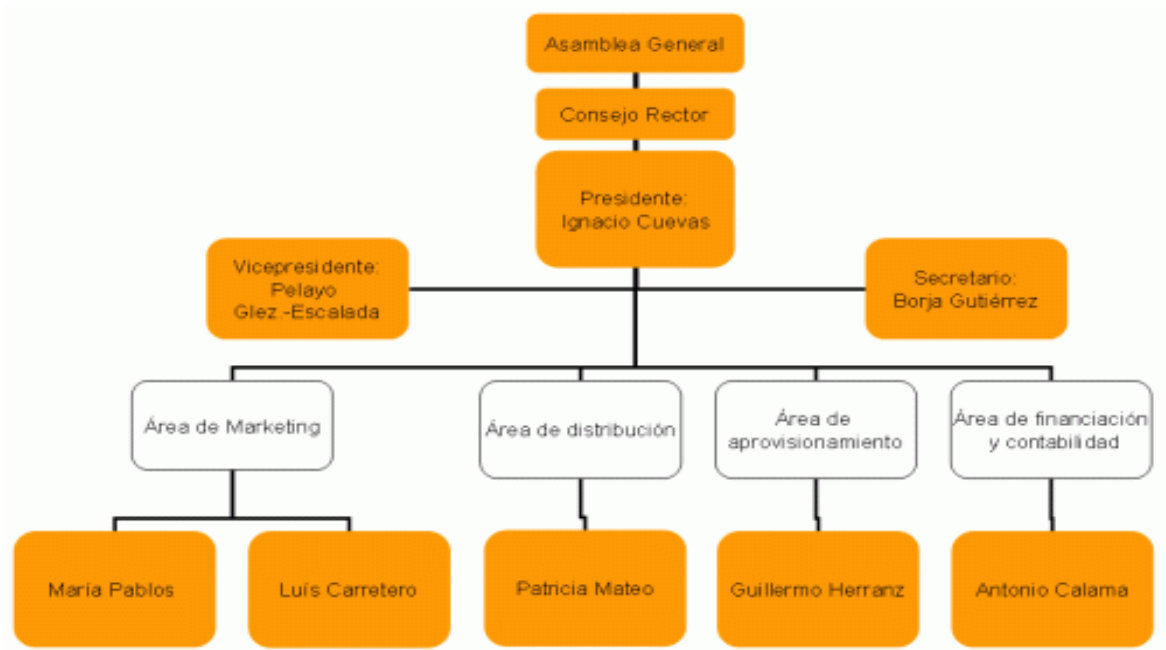 Asamblea General
Consejo Rector
Presidente:
Ignacio Cuevas
Vicepresidente:
Pelayo
Glez.-Escalada
Secretario:
Borja Gutiérrez
Área de Marketing
Área de distribución
Área de
aprovisionamiento
Área de financiación
y contabilidad
María Pablos
Luís Carretero
Patricia Mateo
Guillermo Herranz
Antonio Calama